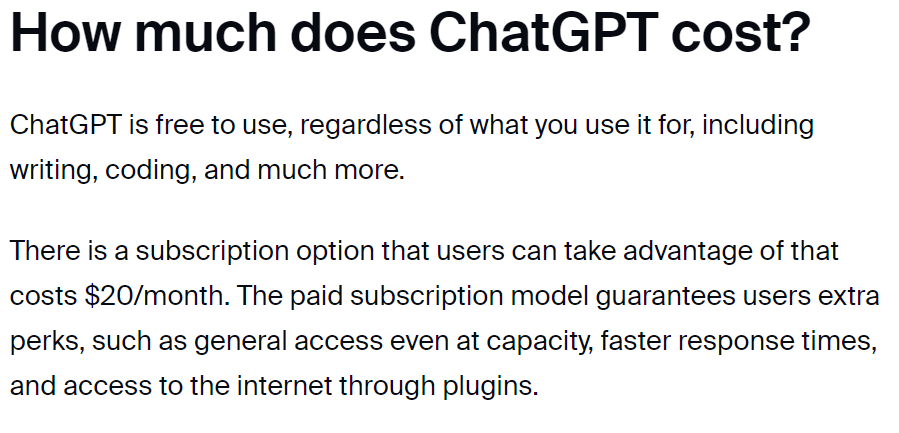 How much does ChatGPT cost?
ChatGPT is free to use, regardless of what you use it for, including
writing, coding, and much more.
There is a subscription option that users can take advantage of that
costs $20/month. The paid subscription model guarantees users extra
perks, such as general access even at capacity, faster response times,
and access to the internet through plugins.